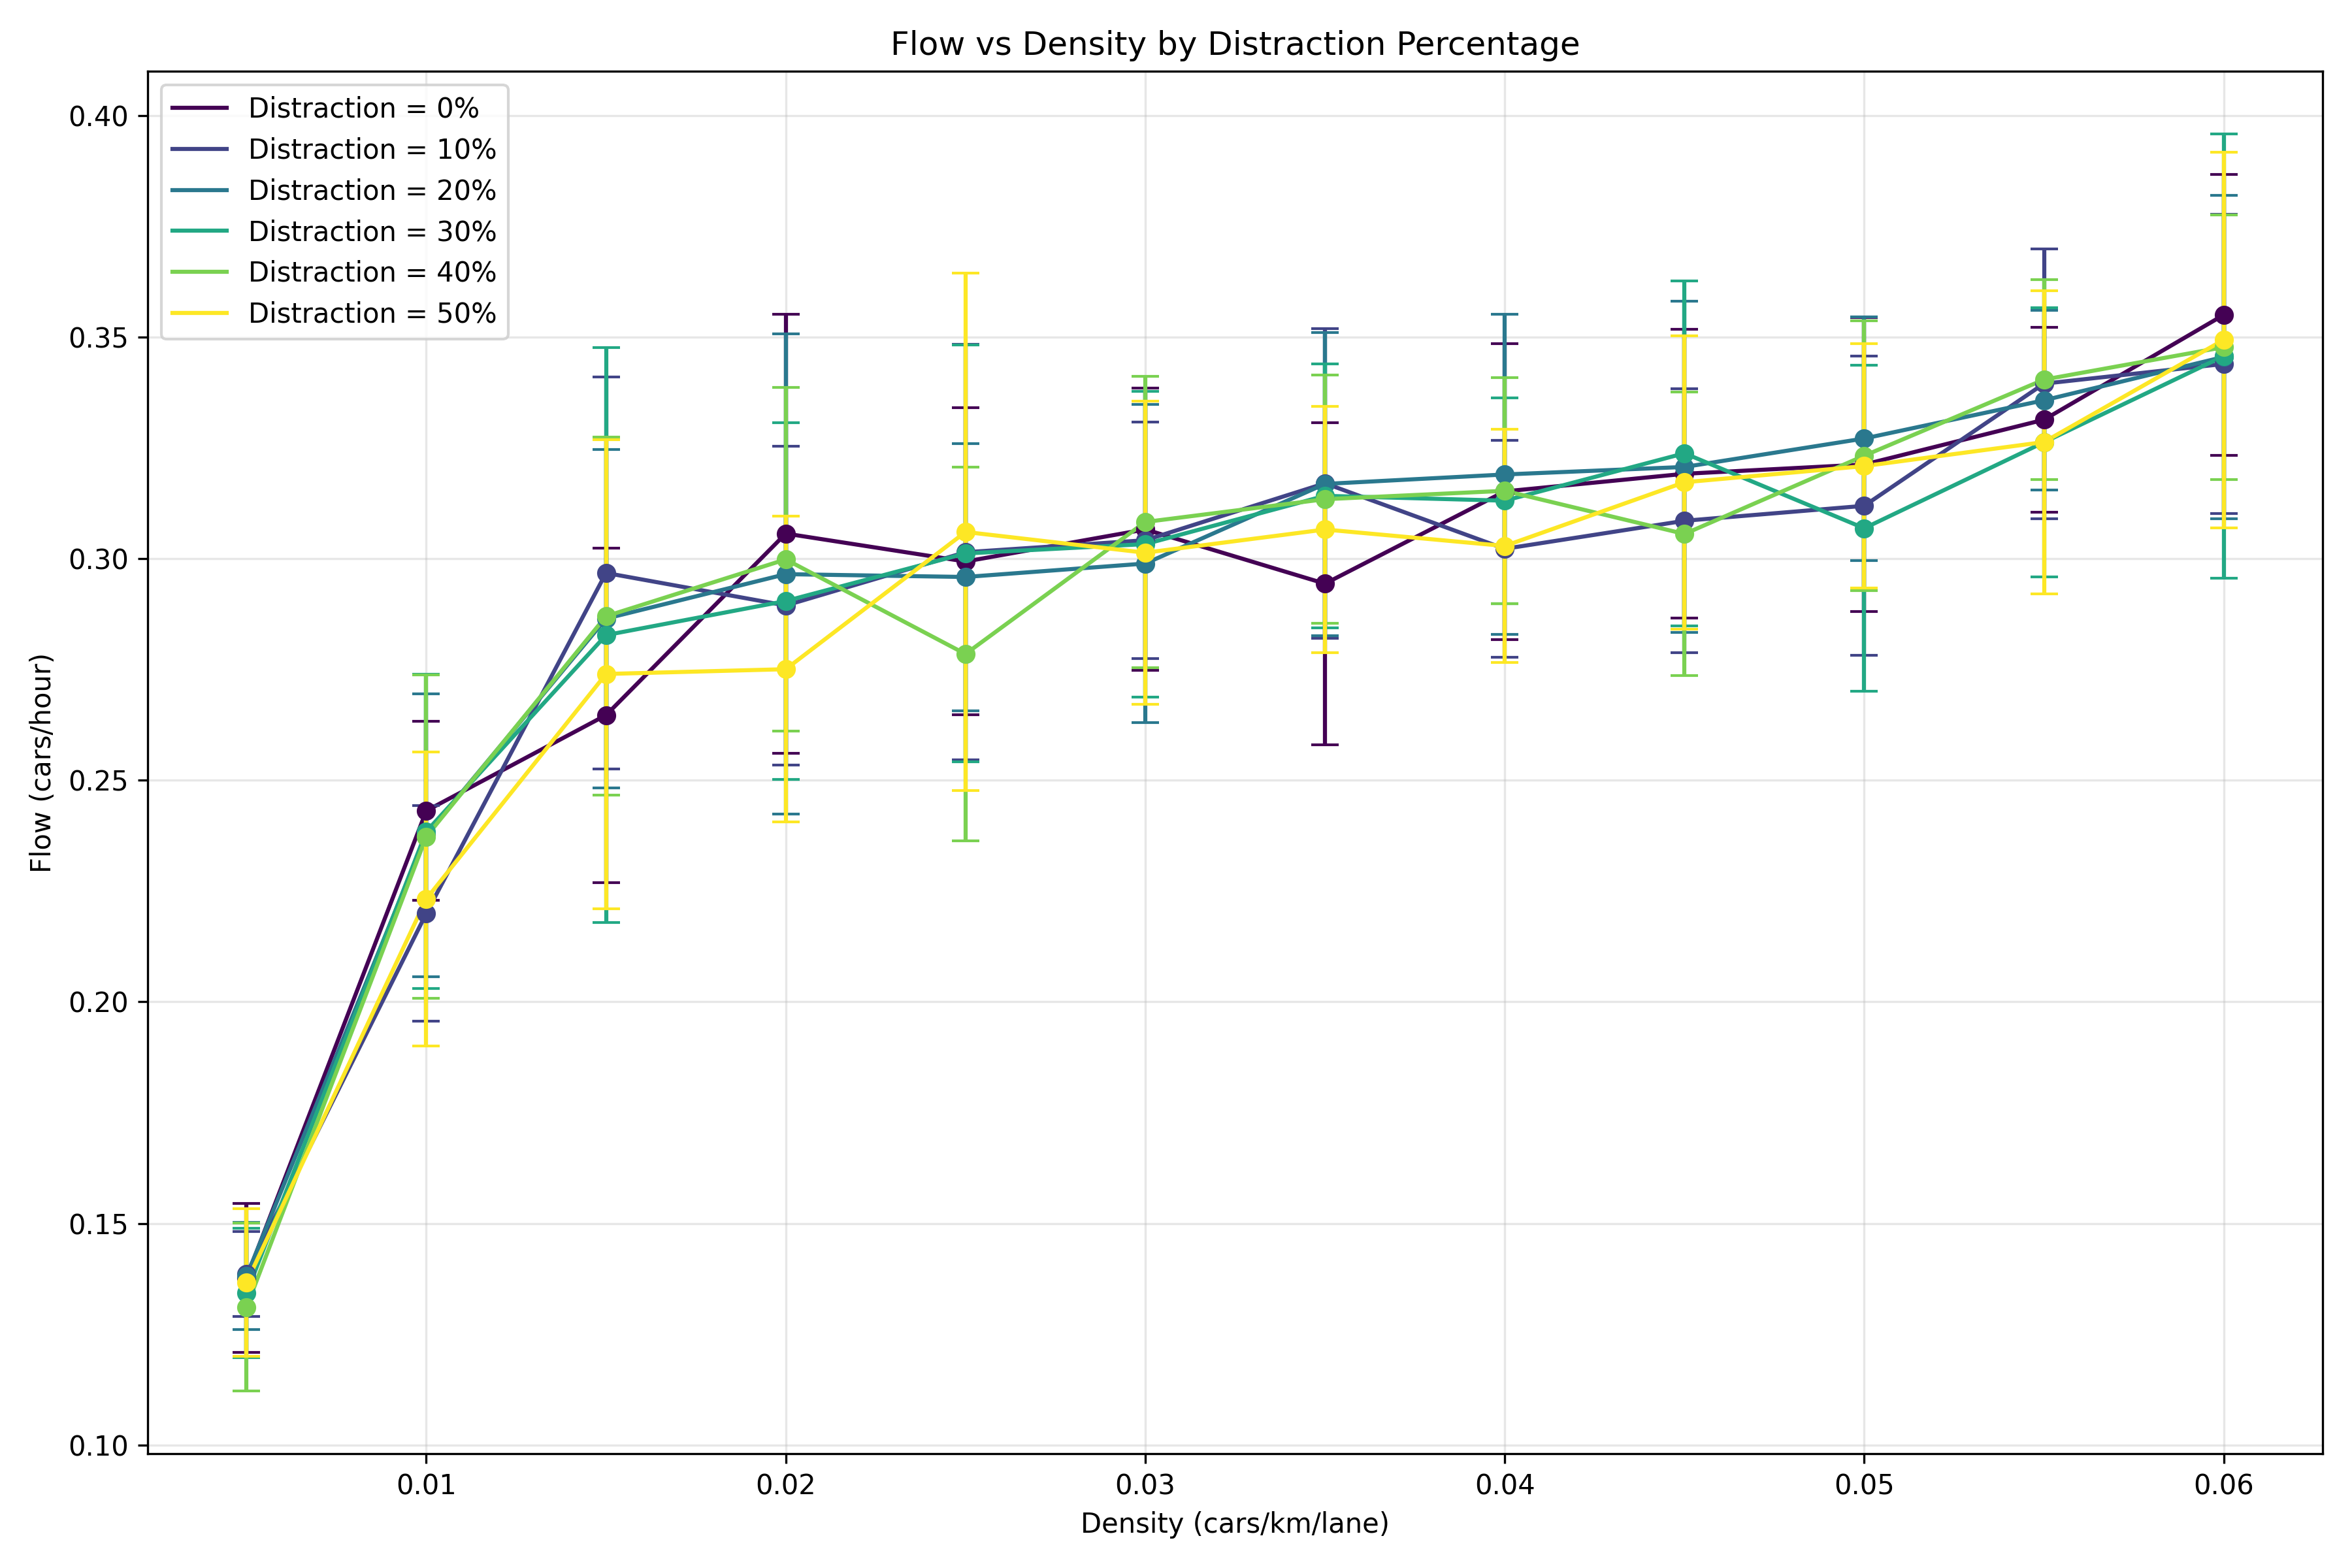 Flow vs Density by Distraction Percentage
Distraction = 0%
Distraction = 10%
Distraction = 20%
Distraction = 30%
Distraction = 40%
Distraction = 50%
0.40
0.35
0.30
0.25
0.20
0.15
0.10
Flow (cars/hour)
0.01 0.02 0.03 0.04 0.05 0.06
Density (cars/km/lane)